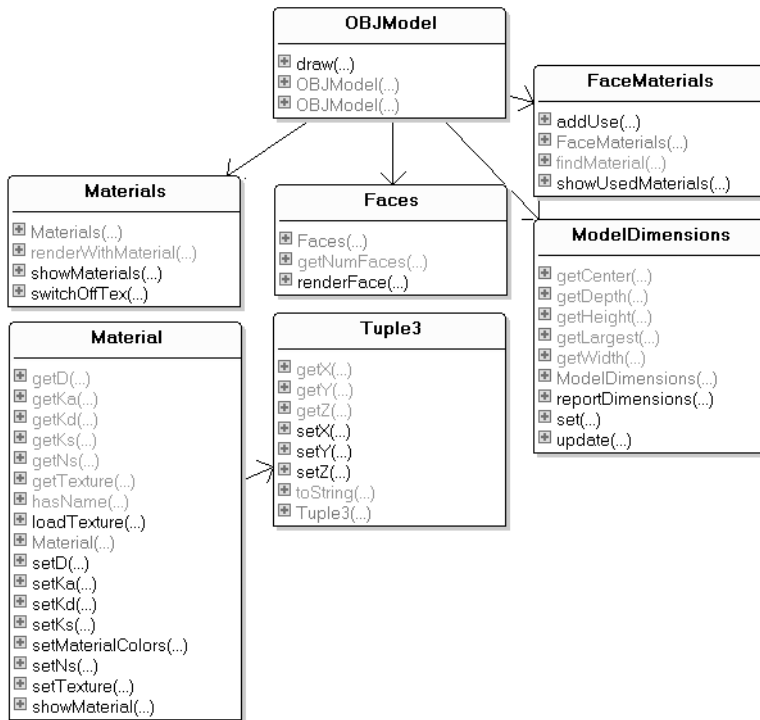 OBJModel
draw(...)
OBJModel(...)
OBJModel(...)
FaceMaterials
addUse(...)
FaceMaterials(...)
findMaterial(...)
showUsedMaterials(...)
Materials
Materials(...)
renderWithMaterial(...)
showMaterials(...)
switchOffTex(...)
Faces
Faces(...)
getNumFaces(...)
renderFace(...)
ModelDimensions
getCenter(...)
getDepth(...)
getHeight(...)
getLargest(...)
getWidth(...)
ModelDimensions(...)
reportDimensions(...)
set(...)
update(...)
Material
getD(...)
getKa(...)
getKd(...)
getKs(...)
getNs(...)
getTexture(...)
hasName(...)
loadTexture(...)
Material(...)
setD(...)
setKa(...)
setKd(...)
setKs(...)
setMaterialColors(...)
setNs(...)
setTexture(...)
showMaterial(...)
Tuple3
getX(...)
getY(...)
getZ(...)
setX(...)
setY(...)
setZ(...)
toString(...)
Tuple3(...)